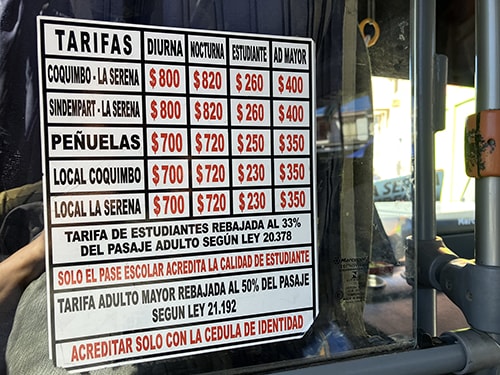 TARIFAS DIURNA NOCTURNA ESTUDIANTE AD MAYOR
COQUIMBO - LA SERENA $800 $820 $260 $400
SINDEMPART - LA SERENA $800 $820 $260 $400
PEÑUELAS $700 $720 $250 $350
LOCAL COQUIMBO $700 $720 $230 $350
LOCAL LA SERENA $700 $720 $230 $350
TARIFA DE ESTUDIANTES REBAJADA AL 33%
DEL PASAJE ADULTO SEGÚN LEY 20.378
SOLO EL PASE ESCOLAR ACREDITA LA CALIDAD DE ESTUDIANTE
TARIFA ADULTO MAYOR REBAJADA AL 50% DEL PASAJE
SEGUN LEY 21.192
ACREDITAR SOLO CON LA CEDULA DE IDENTIDAD